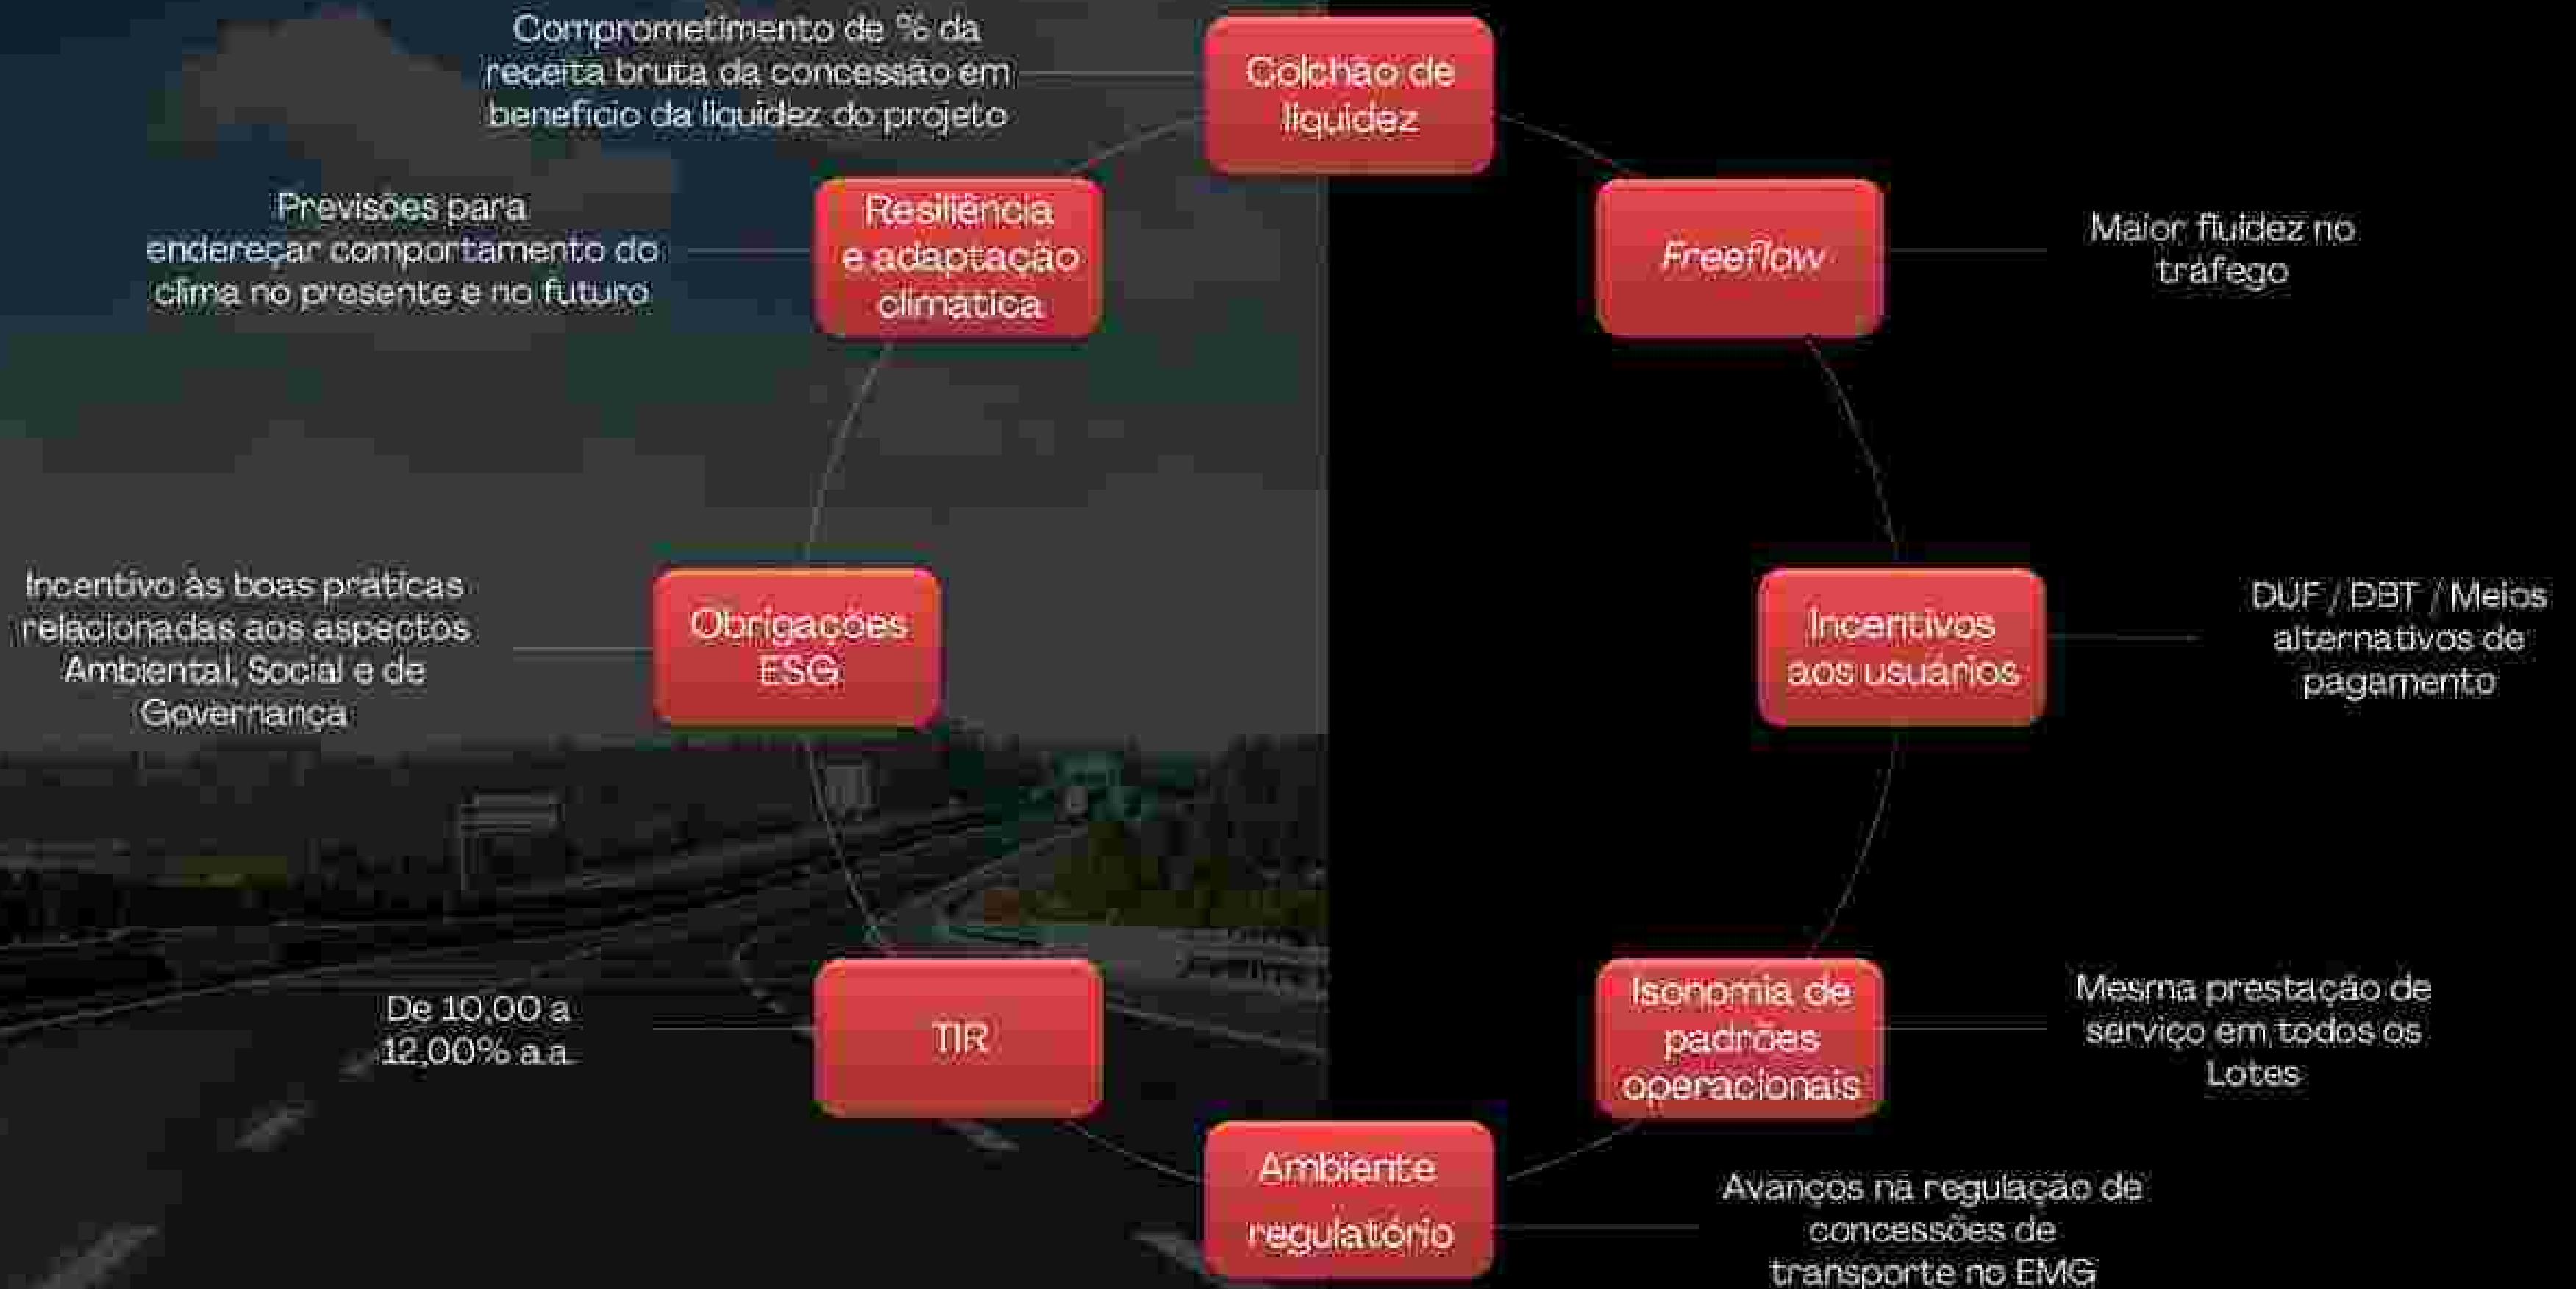 Comprometimento de % da
receita bruta da concessão em
benefício da liquidez do projeto
Colchão de
liquidez
Previsões para
endereçar comportamento do
clima no presente e no futuro
Resiliência
e adaptação
climática
Freeflow
Maior fluidez no
tráfego
Incentivo às boas práticas
relacionadas aos aspectos
Ambiental, Social e de
Governança
Obrigações
ESG
Incentivos
aos usuários
DUF / DBT / Meios
alternativos de
pagamento
De 10,00 a
12,00% a.a.
TIR
Isonomia de
padrões
operacionais
Mesma prestação de
serviço em todos os
Lotes
Ambiente
regulatório
Avanços na regulação de
concessões de
transporte no EMG